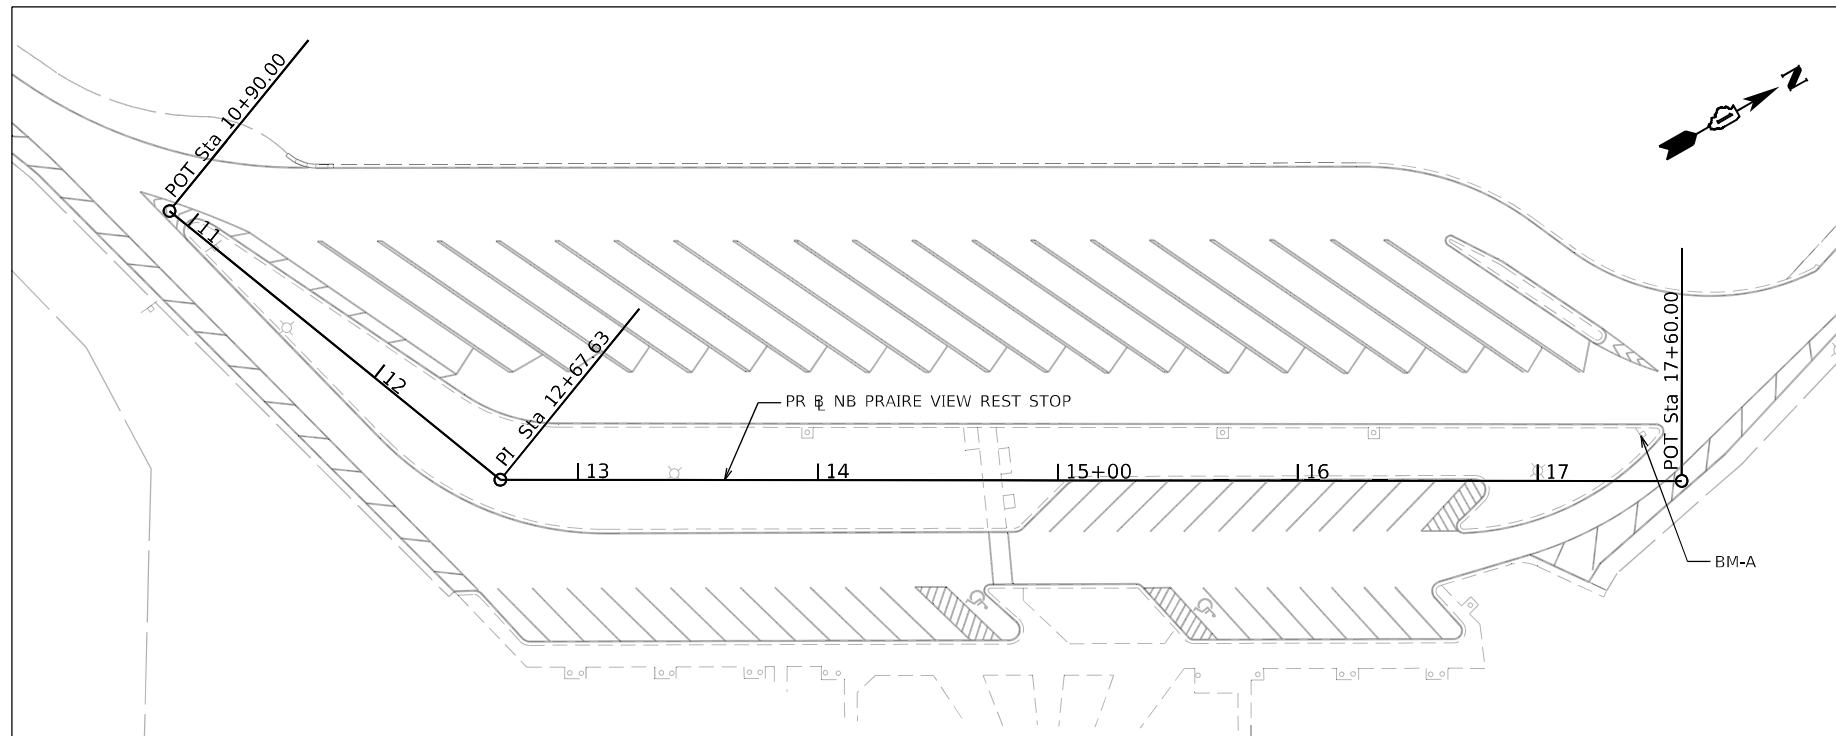 POT Sta 10+90.00
N
11
12
PI Sta 12+67.63
PR BL NB PRAIRE VIEW REST STOP
13
14
15+00
16
17
POT Sta 17+60.00
BM-A